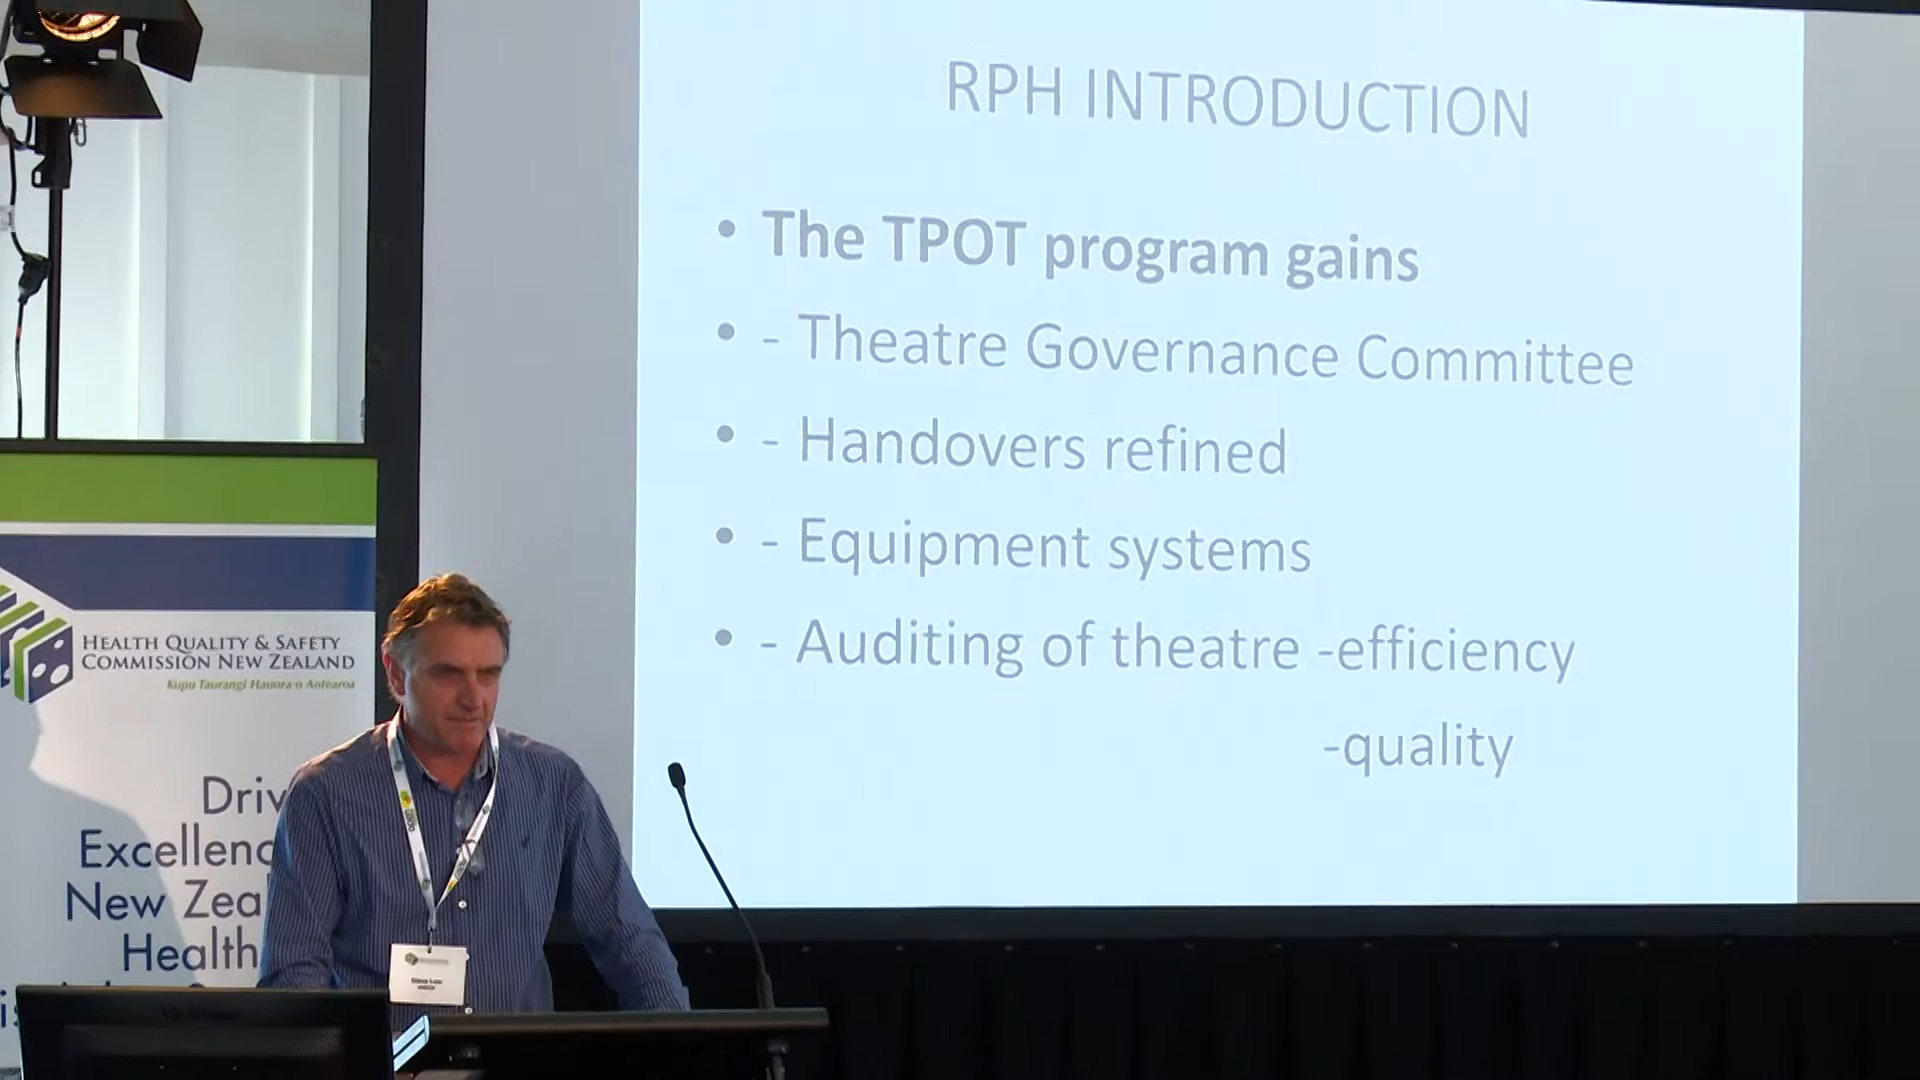 RPH INTRODUCTION
• The TPOT program gains
• - Theatre Governance Committee
• - Handovers refined
• - Equipment systems
• - Auditing of theatre -efficiency
-quality
HEALTH QUALITY & SAFETY
COMMISSION NEW ZEALAND
Kupu Taurangi Hauora o Aotearoa
Driv
Excellenc
New Zea
Health